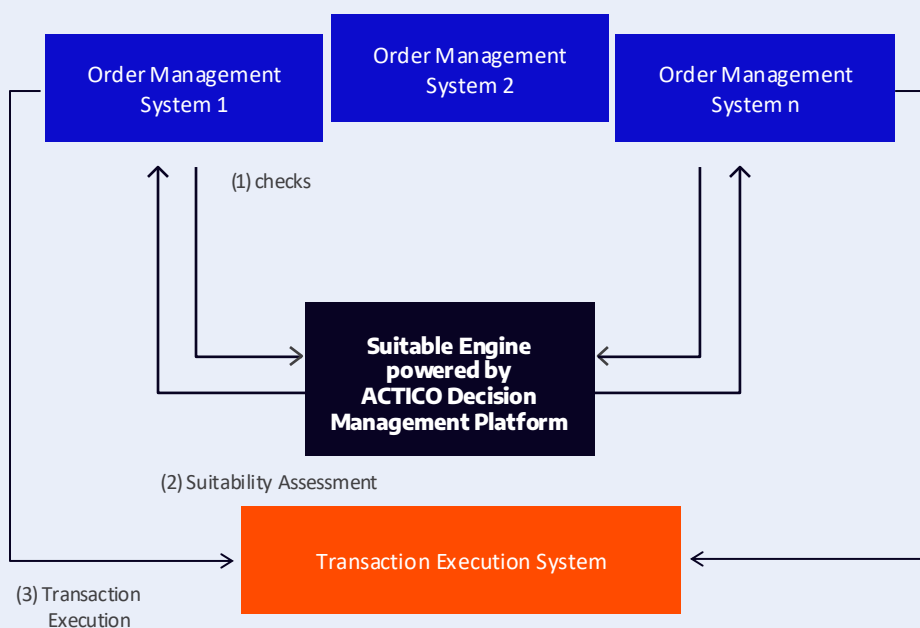 Order Management
System 1
Order Management
System 2
Order Management
System n
(1) checks
Suitable Engine
powered by
ACTICO Decision
Management Platform
(2) Suitability Assessment
Transaction Execution System
(3) Transaction
Execution